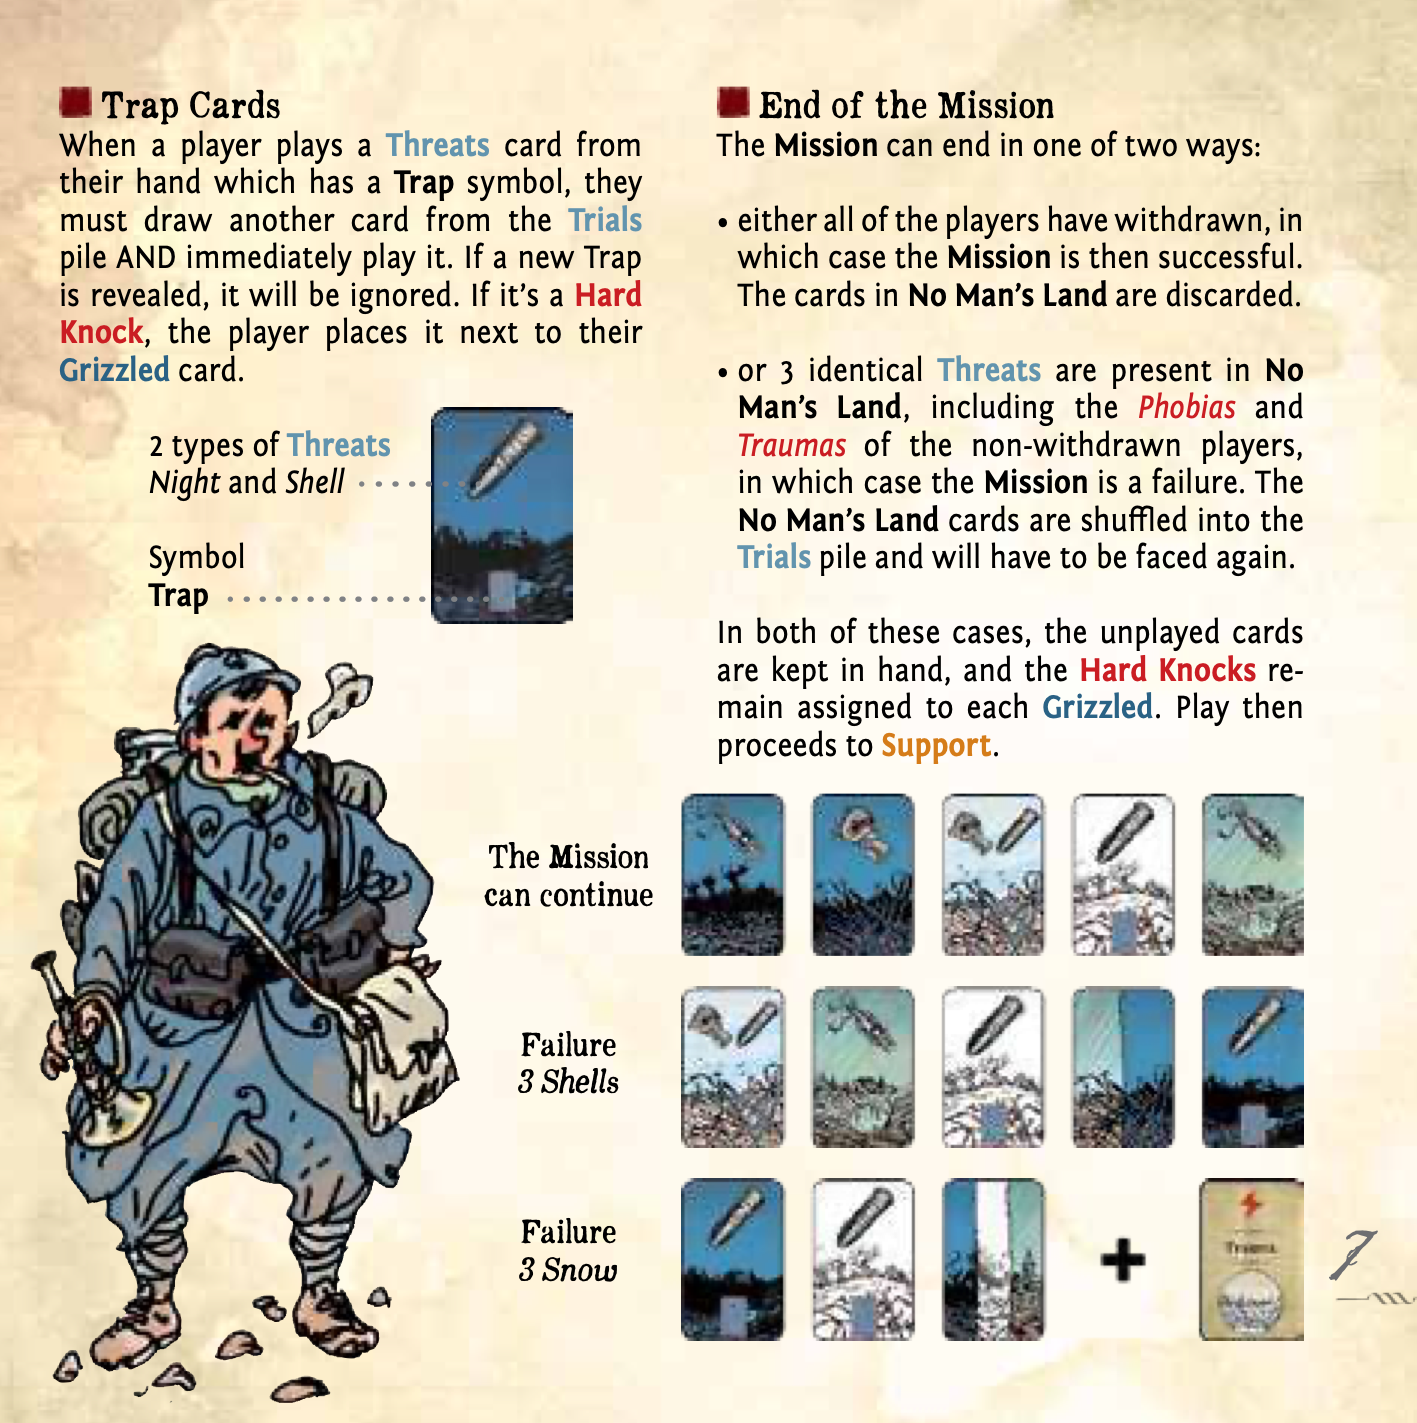 Trap Cards
When a player plays a Threats card from
their hand which has a Trap symbol, they
must draw another card from the Trials
pile AND immediately play it. If a new Trap
is revealed, it will be ignored. If it's a Hard
Knock, the player places it next to their
Grizzled card.
2 types of Threats
Night and Shell
Symbol
Trap
End of the Mission
The Mission can end in one of two ways:
• either all of the players have withdrawn, in
which case the Mission is then successful.
The cards in No Man's Land are discarded.
• or 3 identical Threats are present in No
Man's Land, including the Phobias and
Traumas of the non-withdrawn players,
in which case the Mission is a failure. The
No Man's Land cards are shuffled into the
Trials pile and will have to be faced again.
In both of these cases, the unplayed cards
are kept in hand, and the Hard Knocks re-
main assigned to each Grizzled. Play then
proceeds to Support.
The Mission
can continue
Failure
3 Shells
Failure
3 Snow
7